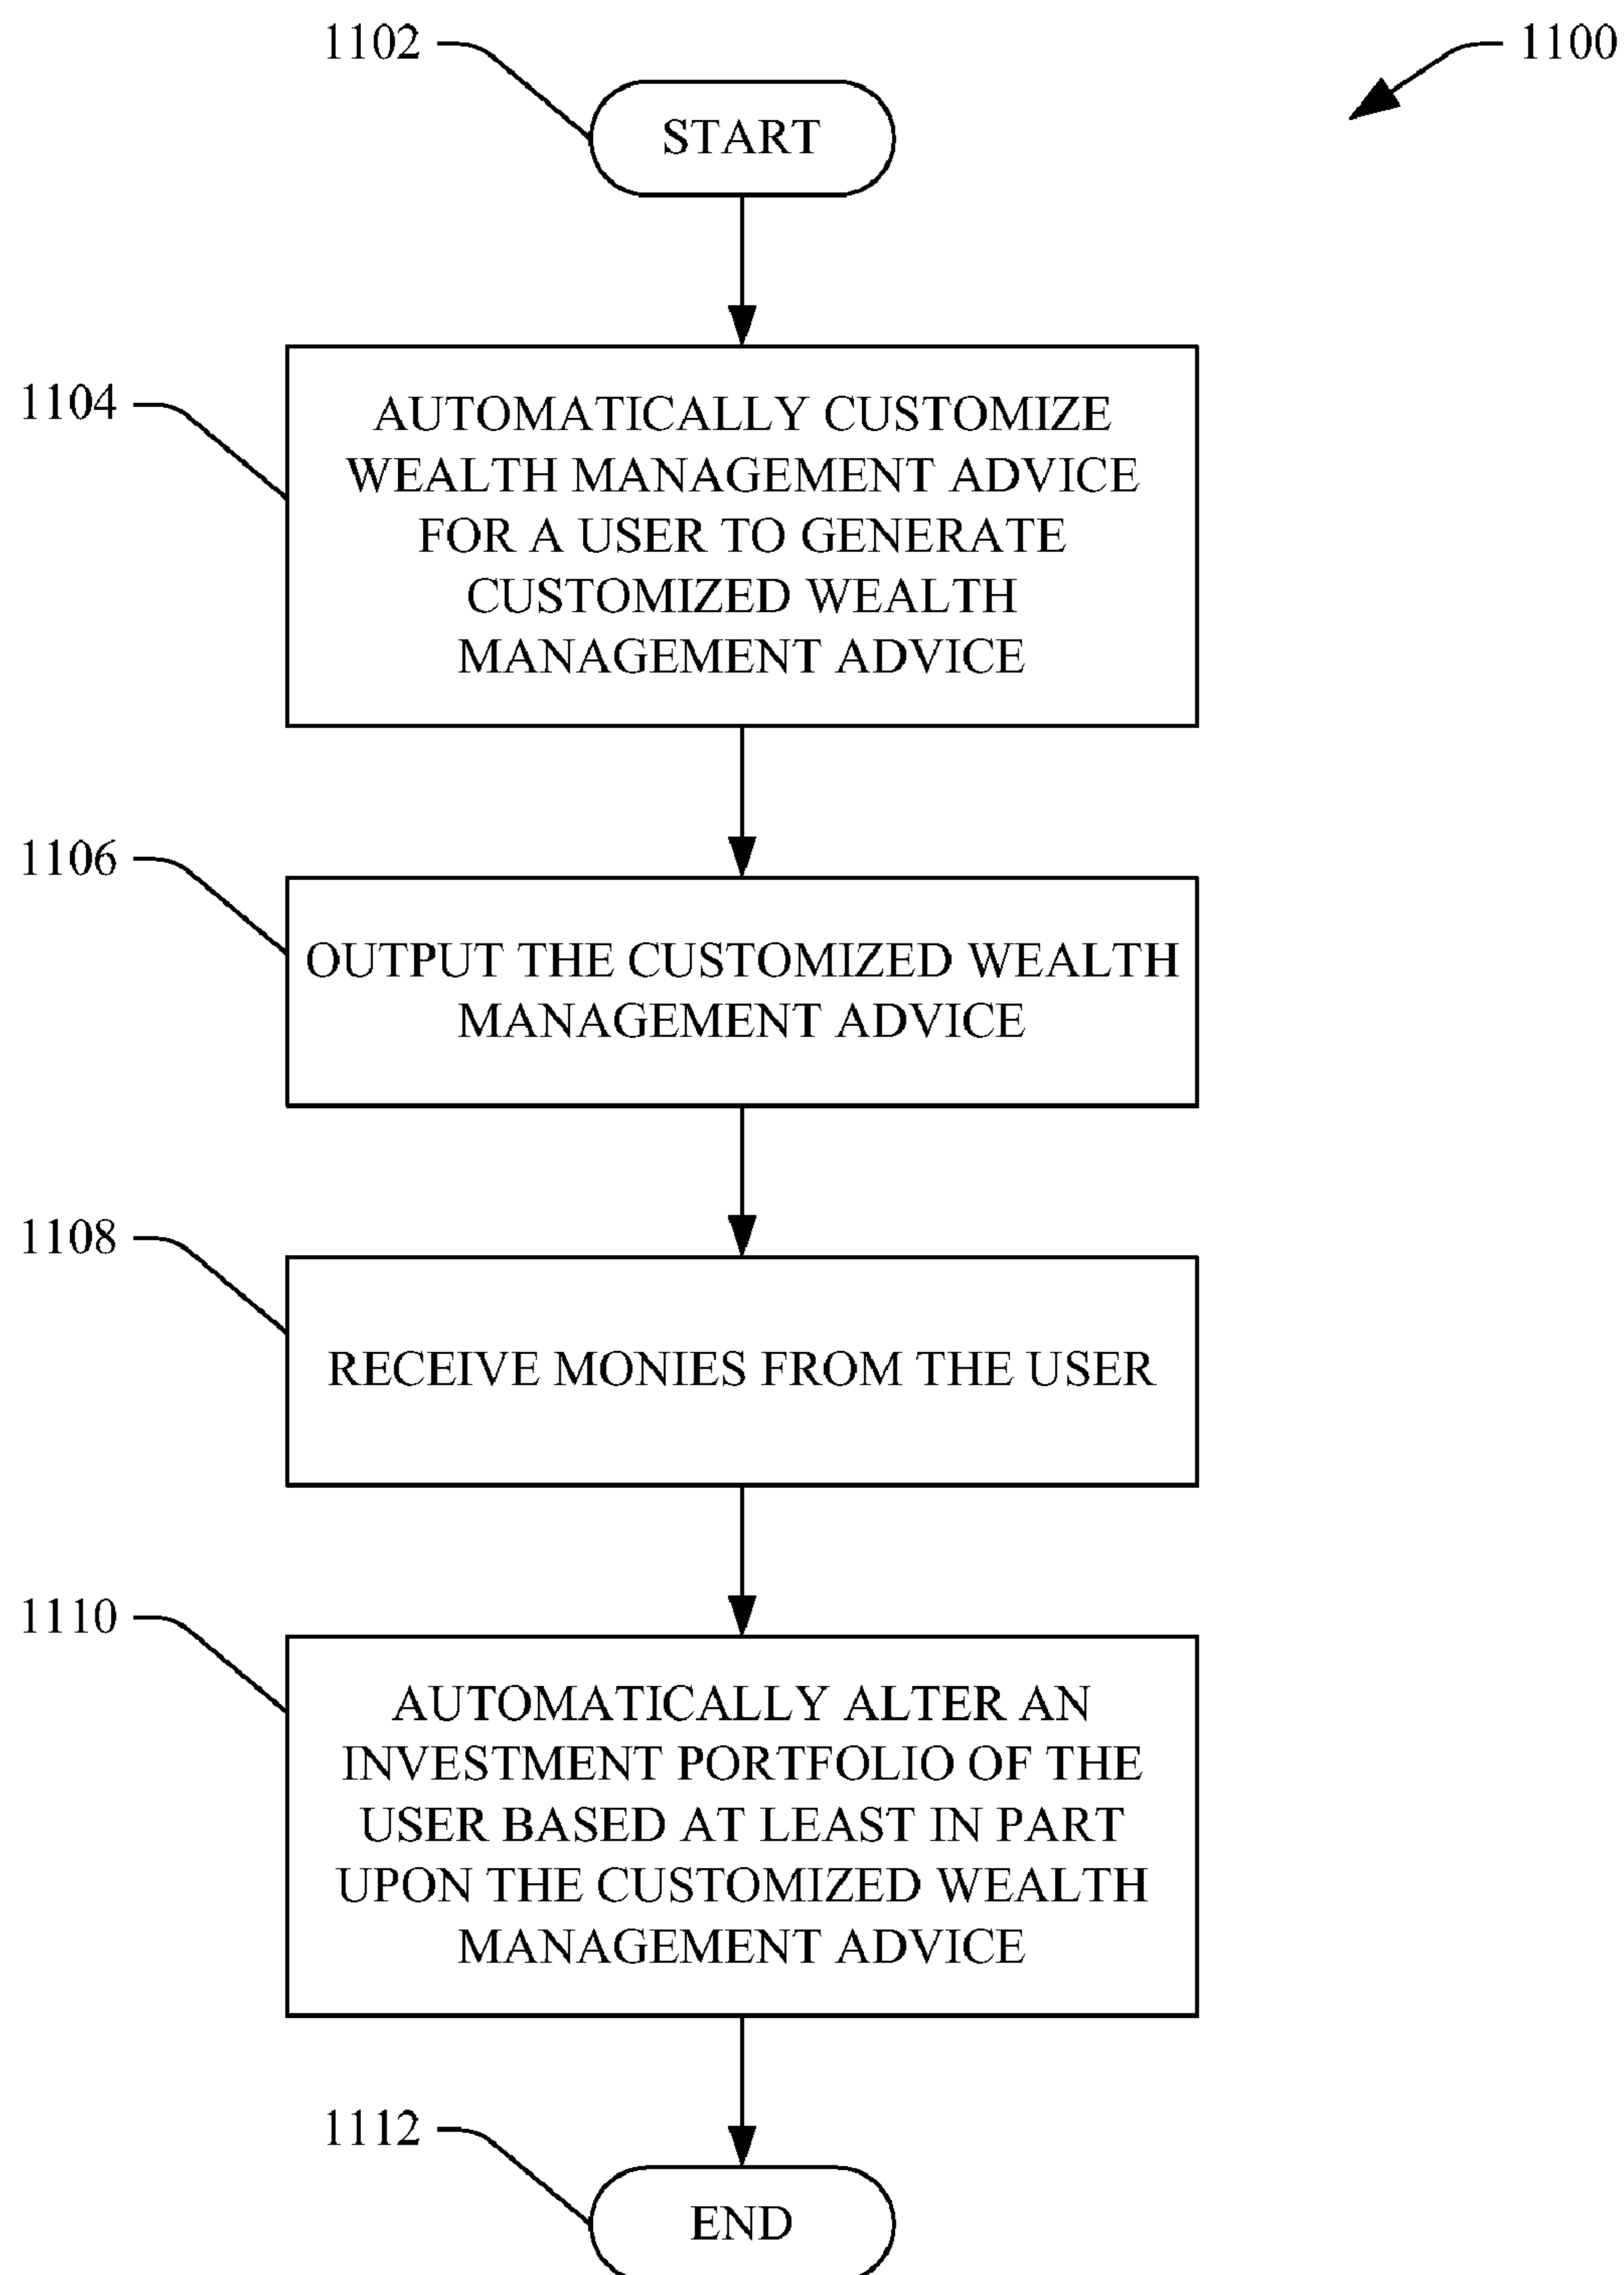 1102
1100
START
1104
AUTOMATICALLY CUSTOMIZE
WEALTH MANAGEMENT ADVICE
FOR A USER TO GENERATE
CUSTOMIZED WEALTH
MANAGEMENT ADVICE
1106
OUTPUT THE CUSTOMIZED WEALTH
MANAGEMENT ADVICE
1108
RECEIVE MONIES FROM THE USER
1110
AUTOMATICALLY ALTER AN
INVESTMENT PORTFOLIO OF THE
USER BASED AT LEAST IN PART
UPON THE CUSTOMIZED WEALTH
MANAGEMENT ADVICE
1112
END